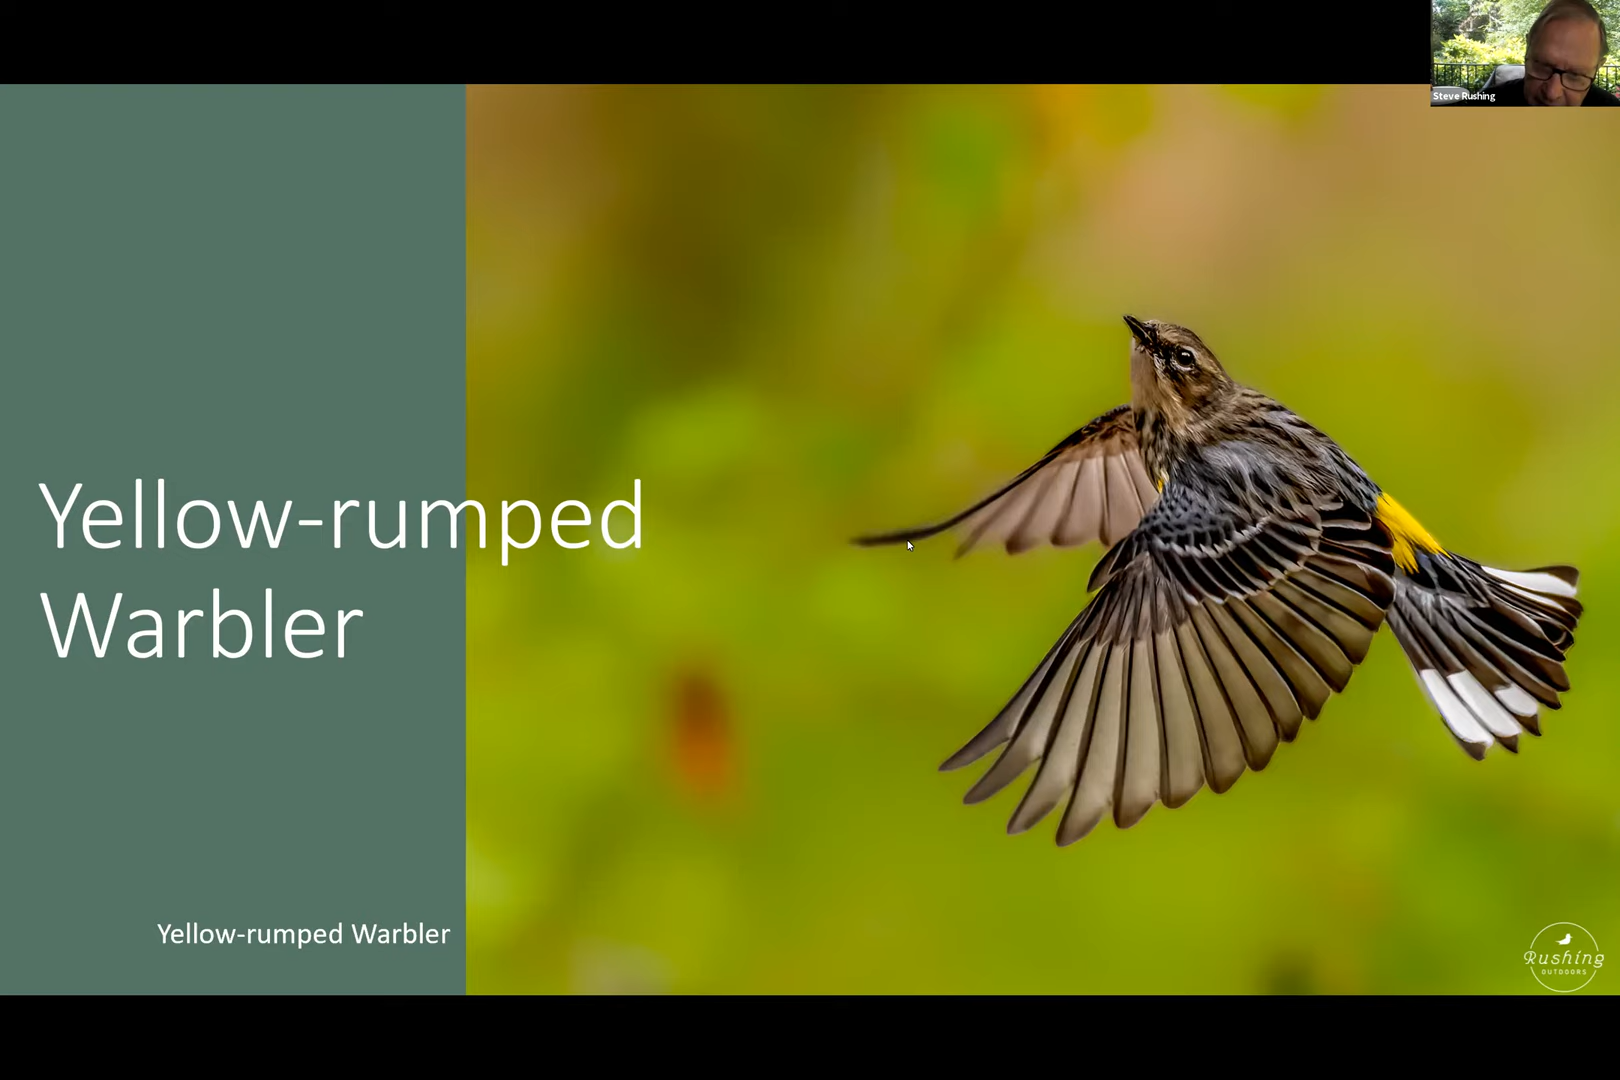 Steve Rushing
Yellow-rumped
Warbler
Yellow-rumped Warbler
Rushing
OUTDOORS